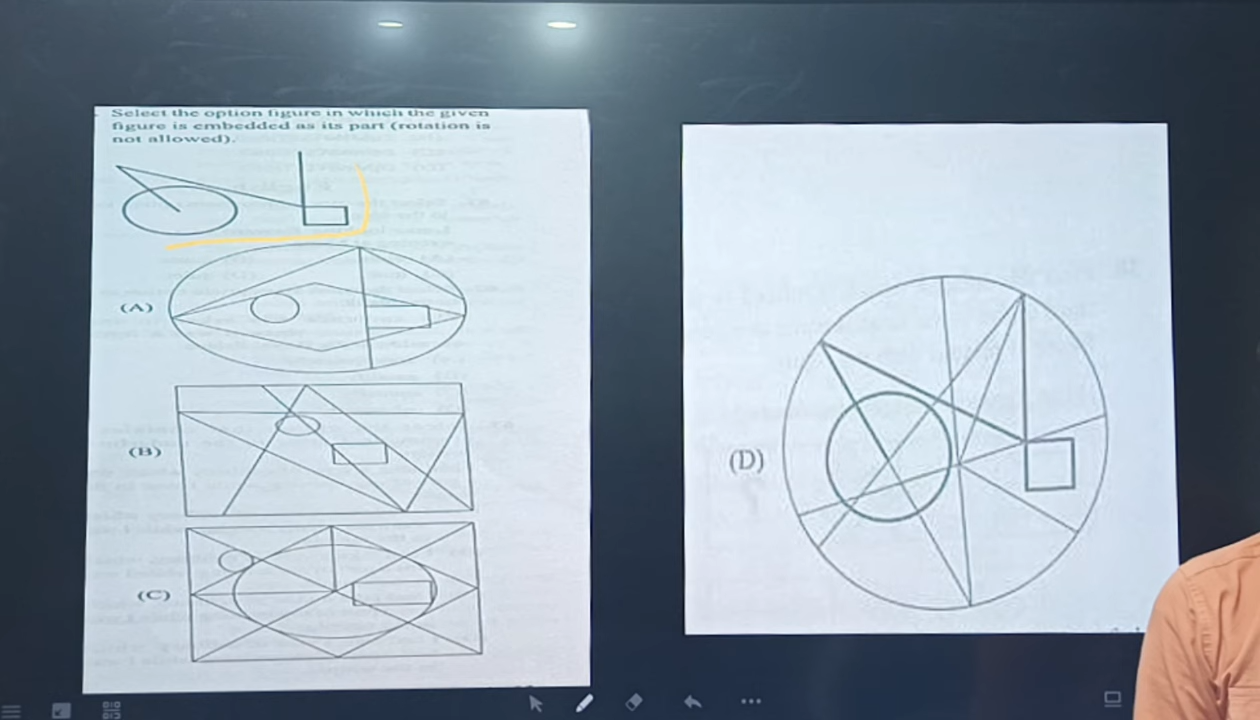 Select the option figure in which the given
figure is embedded as its part (rotation is
not allowed).
(A)
(B)
(D)
(C)